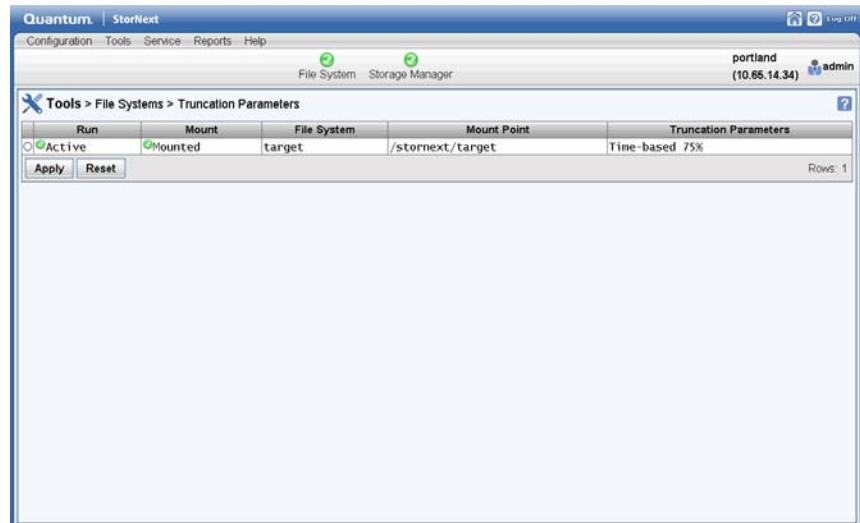 Quantum. StorNext Log Off
Configuration Tools Service Reports Help
File System Storage Manager
portland
(10.65.14.34)
admin
Tools > File Systems > Truncation Parameters
Run Mount File System Mount Point Truncation Parameters
Active Mounted target /stornext/target Time-based 75%
Apply Reset Rows: 1